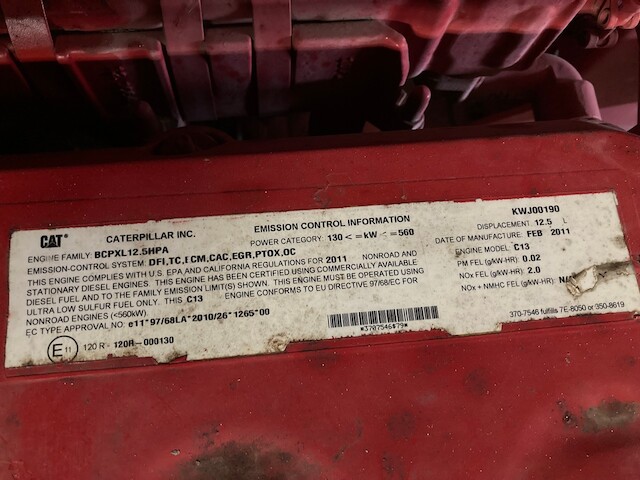 CAT CATERPILLAR INC. EMISSION CONTROL INFORMATION KWJ00190
ENGINE FAMILY: BCPXL12.5HPA POWER CATEGORY: 130 < =kW < =560 DISPLACEMENT: 12.5 L
EMISSION-CONTROL SYSTEM: DFI,TC,ECM,CAC,EGR,PTOX,OC DATE OF MANUFACTURE: FEB 2011
THIS ENGINE COMPLIES WITH U.S. EPA AND CALIFORNIA REGULATIONS FOR 2011 NONROAD AND ENGINE MODEL: C13
STATIONARY DIESEL ENGINES. THIS ENGINE HAS BEEN CERTIFIED USING COMMERCIALLY AVAILABLE PM FEL (g/kW-HR): 0.02
DIESEL FUEL AND TO THE FAMILY EMISSION LIMIT(S) SHOWN. THIS ENGINE MUST BE OPERATED USING NOx FEL (g/kW-HR): 2.0
ULTRA LOW SULFUR FUEL ONLY. THIS C13 ENGINE CONFORMS TO EU DIRECTIVE 97/68/EC FOR NOx + NMHC FEL (g/kW-HR):
NONROAD ENGINES (<560kW)
EC TYPE APPROVAL NO: e11*97/68LA*2010/26*1265*00
*3707546#79*
E11 120 R - 120R-000130
370-7546 fulfills 7E-8050 or 350-8619